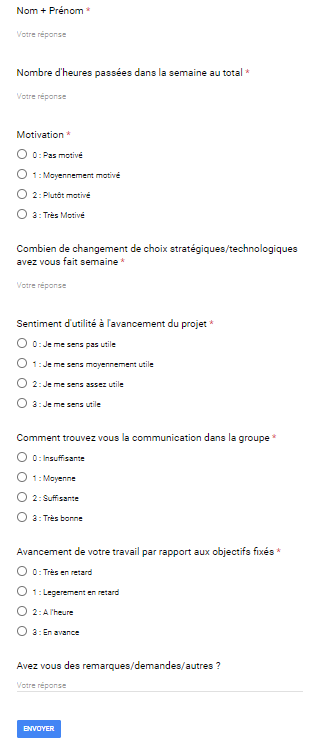 Nom + Prénom *
Votre réponse
Nombre d'heures passées dans la semaine au total *
Votre réponse
Motivation *
0 : Pas motivé
1 : Moyennement motivé
2 : Plutôt motivé
3 : Très Motivé
Combien de changement de choix stratégiques/technologiques
avez vous fait semaine *
Votre réponse
Sentiment d'utilité à l'avancement du projet *
0 : Je me sens pas utile
1 : Je me sens moyennement utile
2 : Je me sens assez utile
3 : Je me sens utile
Comment trouvez vous la communication dans la groupe *
0 : Insuffisante
1 : Moyenne
2 : Suffisante
3 : Très bonne
Avancement de votre travail par rapport aux objectifs fixés *
0 : Très en retard
1 : Legerement en retard
2 : A l'heure
3 : En avance
Avez vous des remarques/demandes/autres ?
Votre réponse
ENVOYER